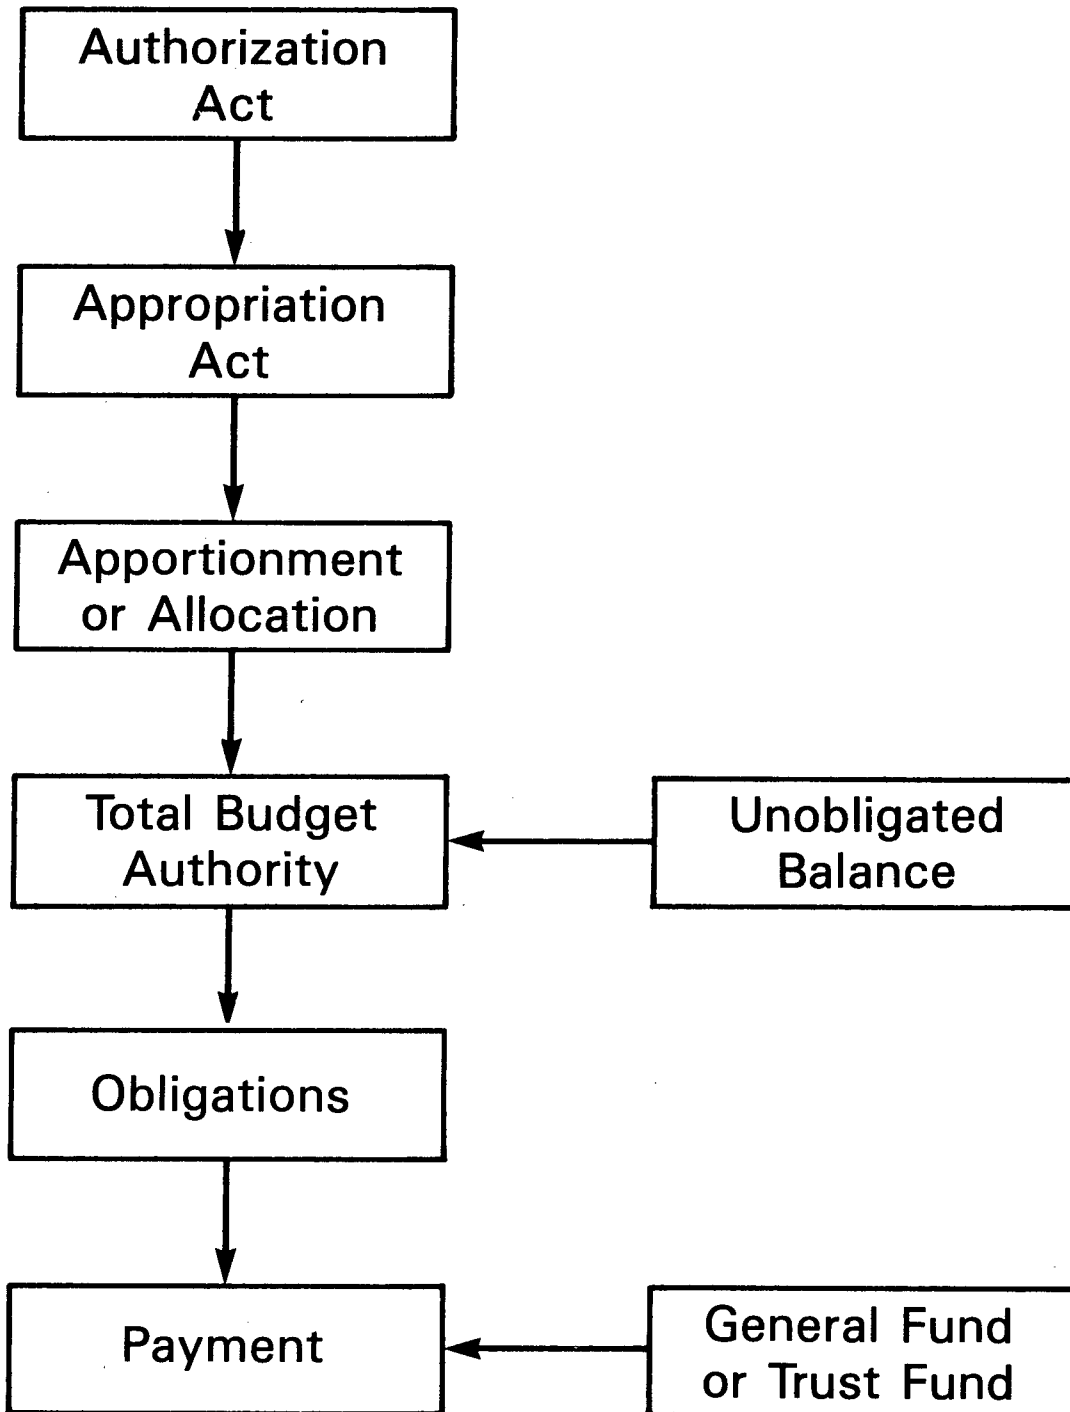 Authorization
Act
Appropriation
Act
Apportionment
or Allocation
Total Budget
Authority
Unobligated
Balance
Obligations
Payment
General Fund
or Trust Fund